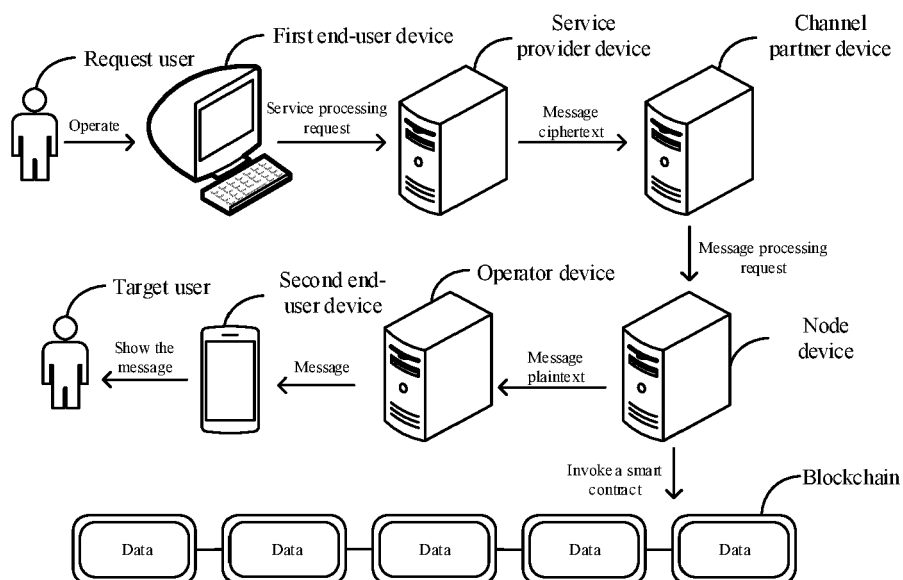 Request user
First end-user device
Service
provider device
Channel
partner device
Operate
Service processing
request
Message
ciphertext
Message processing
request
Target user
Second end-
user device
Operator device
Node
device
Show the
message
Message
Message
plaintext
Invoke a smart
contract
Blockchain
Data
Data
Data
Data
Data